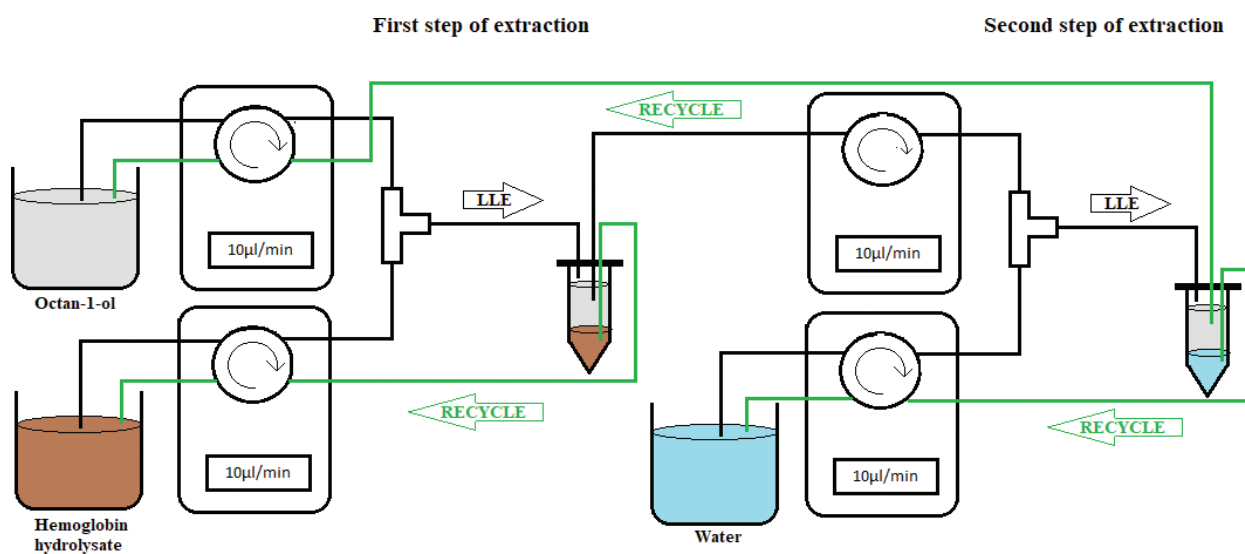 First step of extraction
Second step of extraction
RECYCLE
LLE
LLE
10µl/min
10µl/min
Octan-1-ol
RECYCLE
RECYCLE
10µl/min
10µl/min
Hemoglobin
hydrolysate
Water